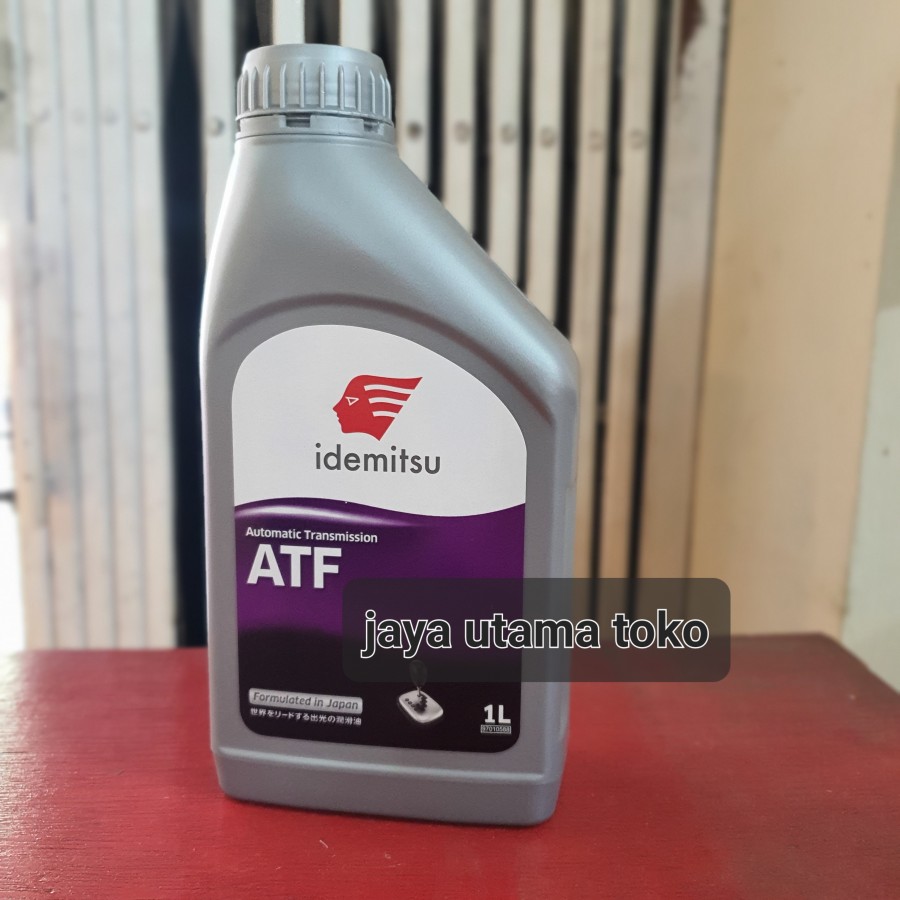 idemitsu
Automatic Transmission
ATF
jaya utama toko
Formulated in Japan
世界をリードする出光の潤滑油
1L